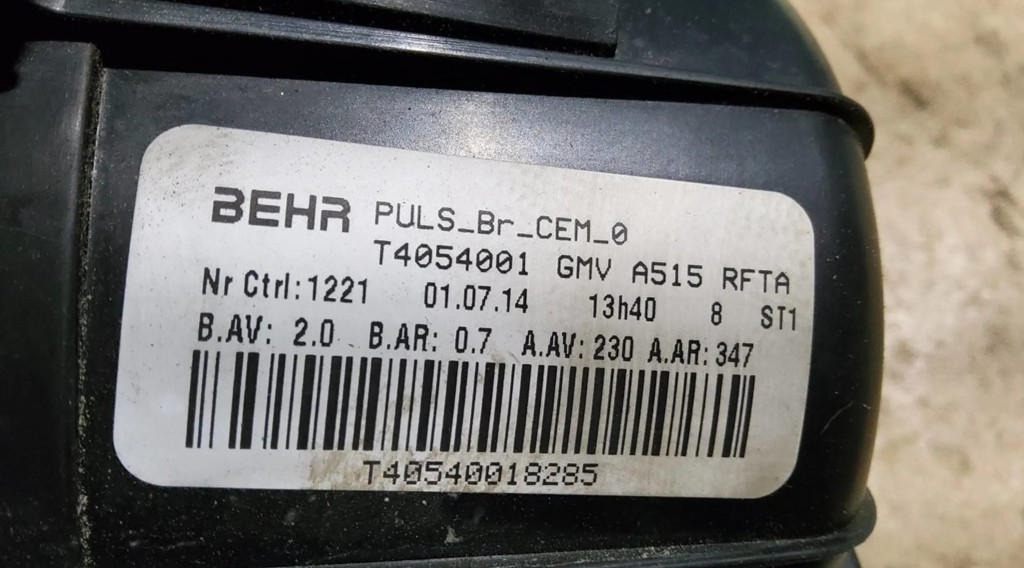 BEHR PULS_Br_CEM_0
T4054001 GMV A515 RFTA
Nr Ctrl:1221 01.07.14 13h40 8 ST1
B.AV: 2.0 B.AR: 0.7 A.AV: 230 A.AR: 347
T40540018285